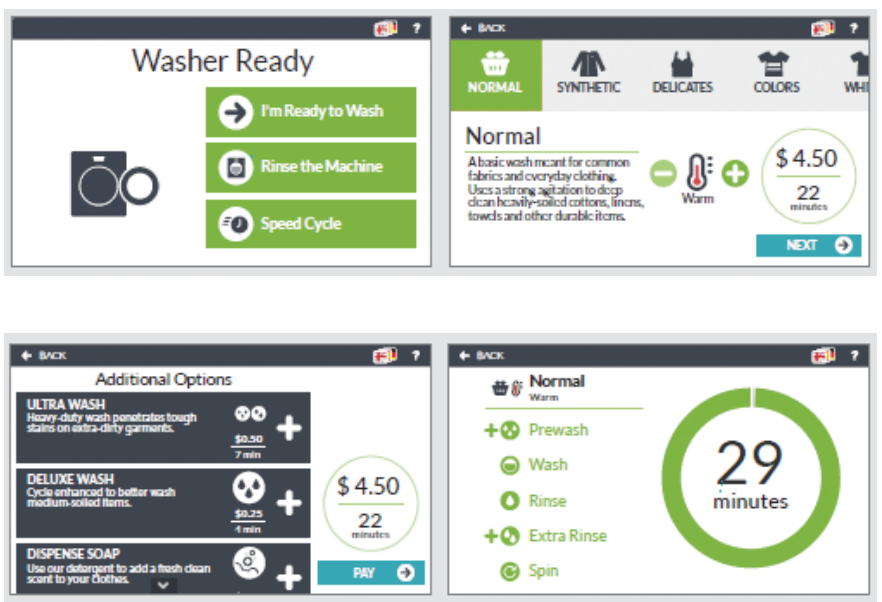 ?
Washer Ready
I'm Ready to Wash
Rinse the Machine
Speed Cycle
BACK
?
NORMAL
SYNTHETIC
DELICATES
COLORS
WHI
Normal
A basic wash meant for common
fabrics and everyday clothing.
Uses a strong agitation to deep
clean heavily-soiled cottons, linens,
towels and other durable items.
Warm
$ 4.50
22
minutes
NEXT
BACK
?
Additional Options
ULTRA WASH
Heavy-duty wash penetrates tough
stains on extra-dirty garments.
$0.50
7 min
DELUXE WASH
Cycle enhanced to better wash
medium-soiled items.
$0.25
4 min
DISPENSE SOAP
Use our detergent to add a fresh clean
scent to your clothes.
$ 4.50
22
minutes
PAY
BACK
?
Normal
Warm
Prewash
Wash
Rinse
Extra Rinse
Spin
29
minutes